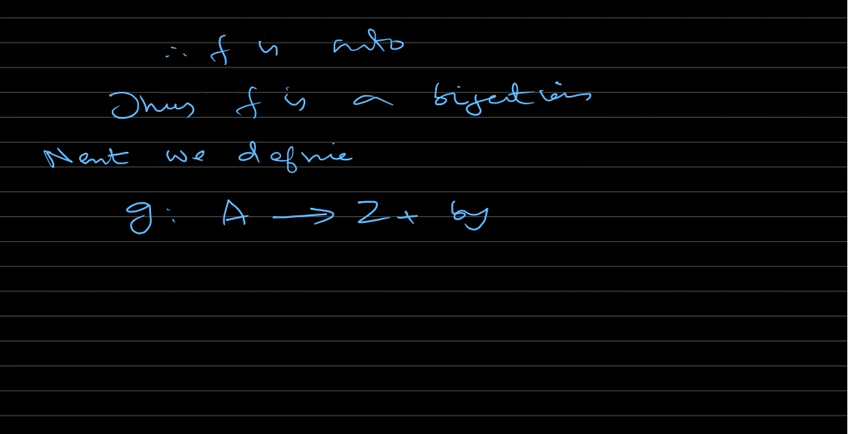 ∴ f is onto
Thus f is a bijection
Next we define
g: A → Z+ by